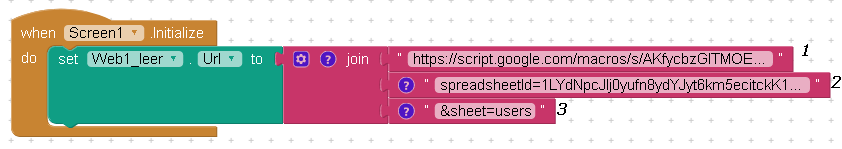 when Screen1 .Initialize
do set Web1_leer . Url to join " https://script.google.com/macros/s/AKfycbzGlTMOE... " 1
" spreadsheetId=1LYdNpcJlj0yufn8ydYJyt6km5ecitckK1... " 2
" &sheet=users " 3